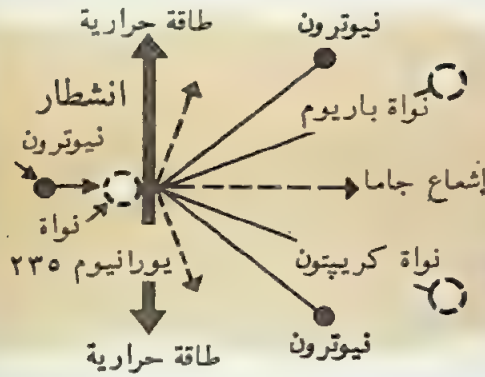 طاقة حرارية
نيوترون
انشطار
نواة باريوم
نيوترون
إشعاع جاما
نواة
يورانيوم ٢٣٥
نواة كريبتون
نيوترون
طاقة حرارية